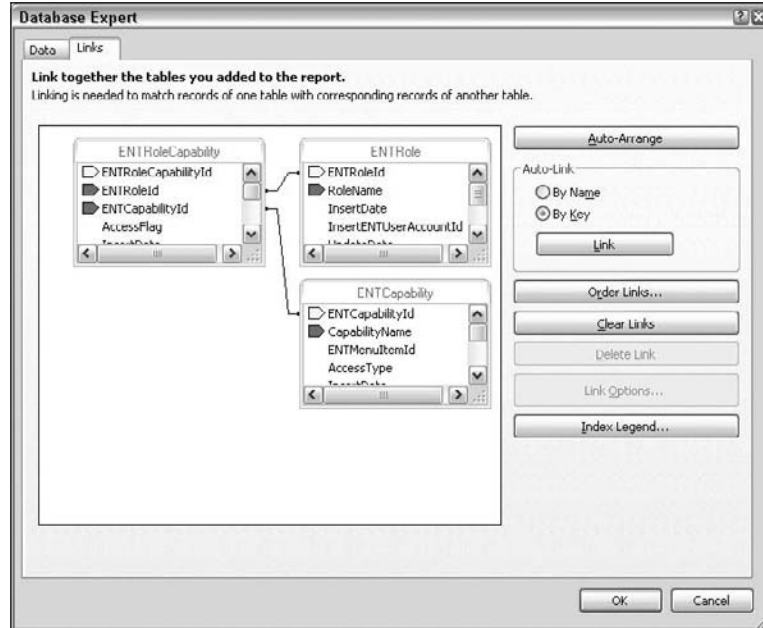 Database Expert
Data
Links
Link together the tables you added to the report.
Linking is needed to match records of one table with corresponding records of another table.
ENTRoleCapability
ENTRoleCapabilityId
ENTRoleId
ENTCapabilityId
AccessFlag
InsertDate
ENTRole
ENTRoleId
RoleName
InsertDate
InsertENTUserAccountId
UpdateDate
ENTCapability
ENTCapabilityId
CapabilityName
ENTMenuItemId
AccessType
InsertDate
Auto-Arrange
Auto-Link
By Name
By Key
Link
Order Links...
Clear Links
Delete Link
Link Options...
Index Legend...
OK
Cancel